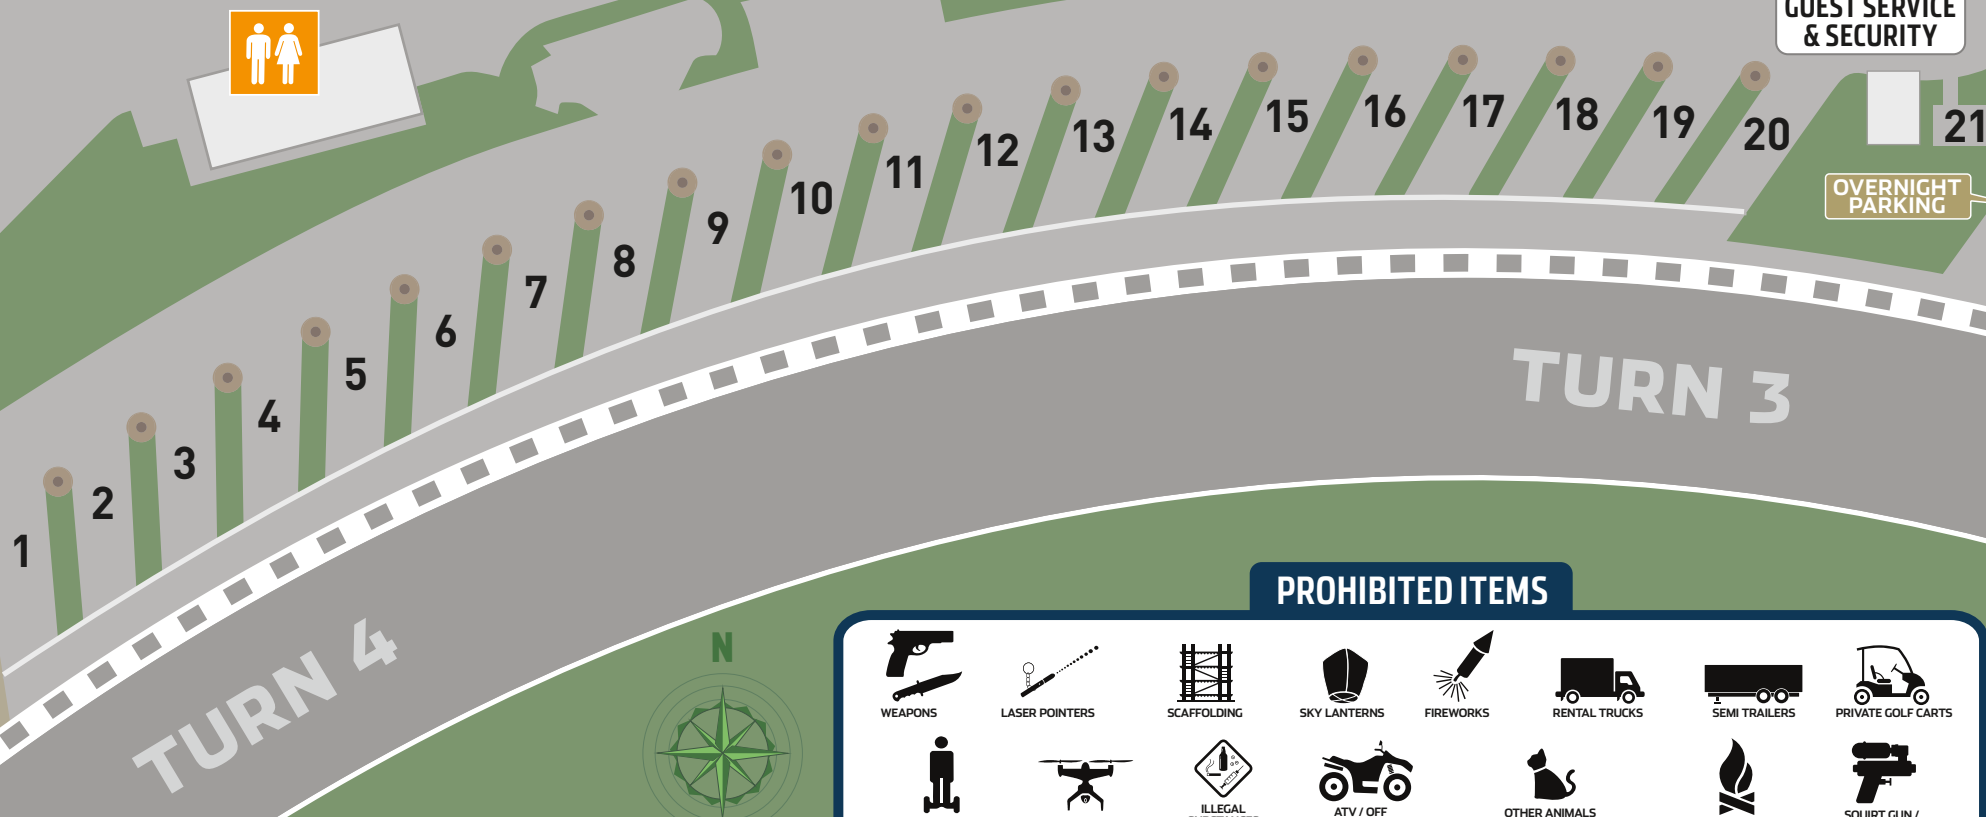 GUEST SERVICE
& SECURITY
1
2
3
4
5
6
7
8
9
10
11
12
13
14
15
16
17
18
19
20
21
OVERNIGHT
PARKING
TURN 3
TURN 4
N
PROHIBITED ITEMS
WEAPONS
LASER POINTERS
SCAFFOLDING
SKY LANTERNS
FIREWORKS
RENTAL TRUCKS
SEMI TRAILERS
PRIVATE GOLF CARTS
ILLEGAL
ATV / OFF
OTHER ANIMALS
SQUIRT GUN /